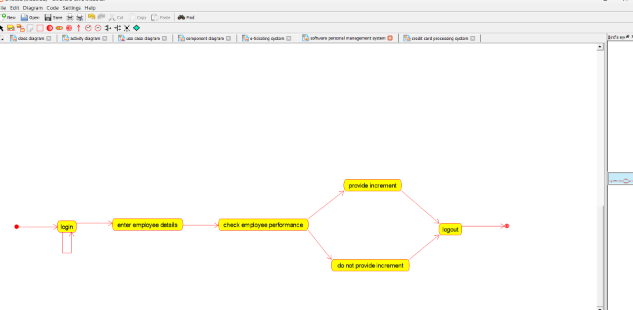 File Edit Diagram Code Settings Help
New Open Save Cut Copy Paste Find
class diagram activity diagram use case diagram component diagram e-ticketing system software personal management system credit card processing system
provide increment
login
enter employee details
check employee performance
logout
do not provide increment